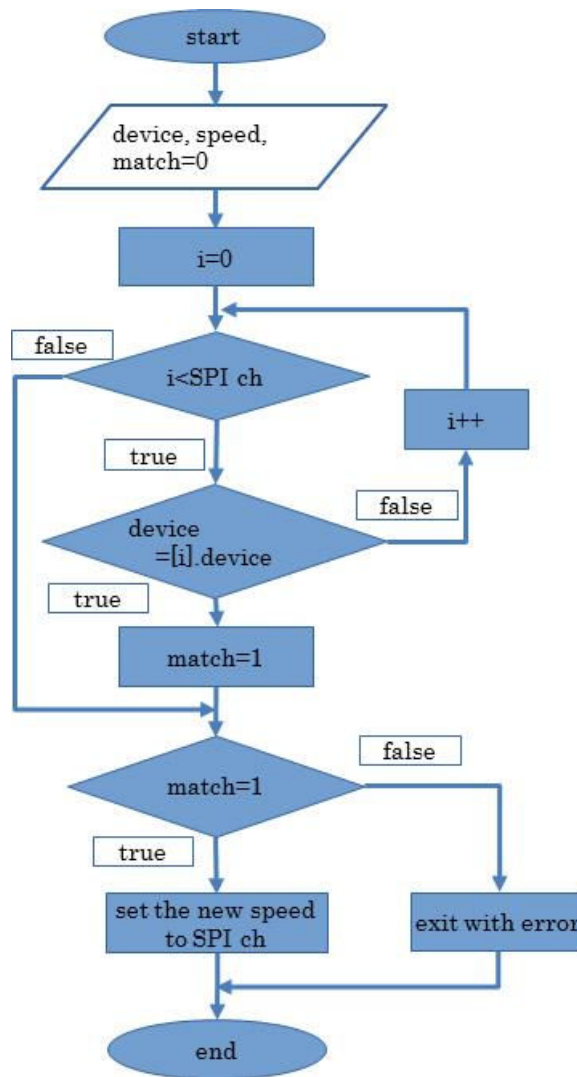 start
device, speed,
match=0
i=0
false
i<SPI ch
i++
true
false
device
=[i].device
true
match=1
false
match=1
true
set the new speed
to SPI ch
exit with error
end